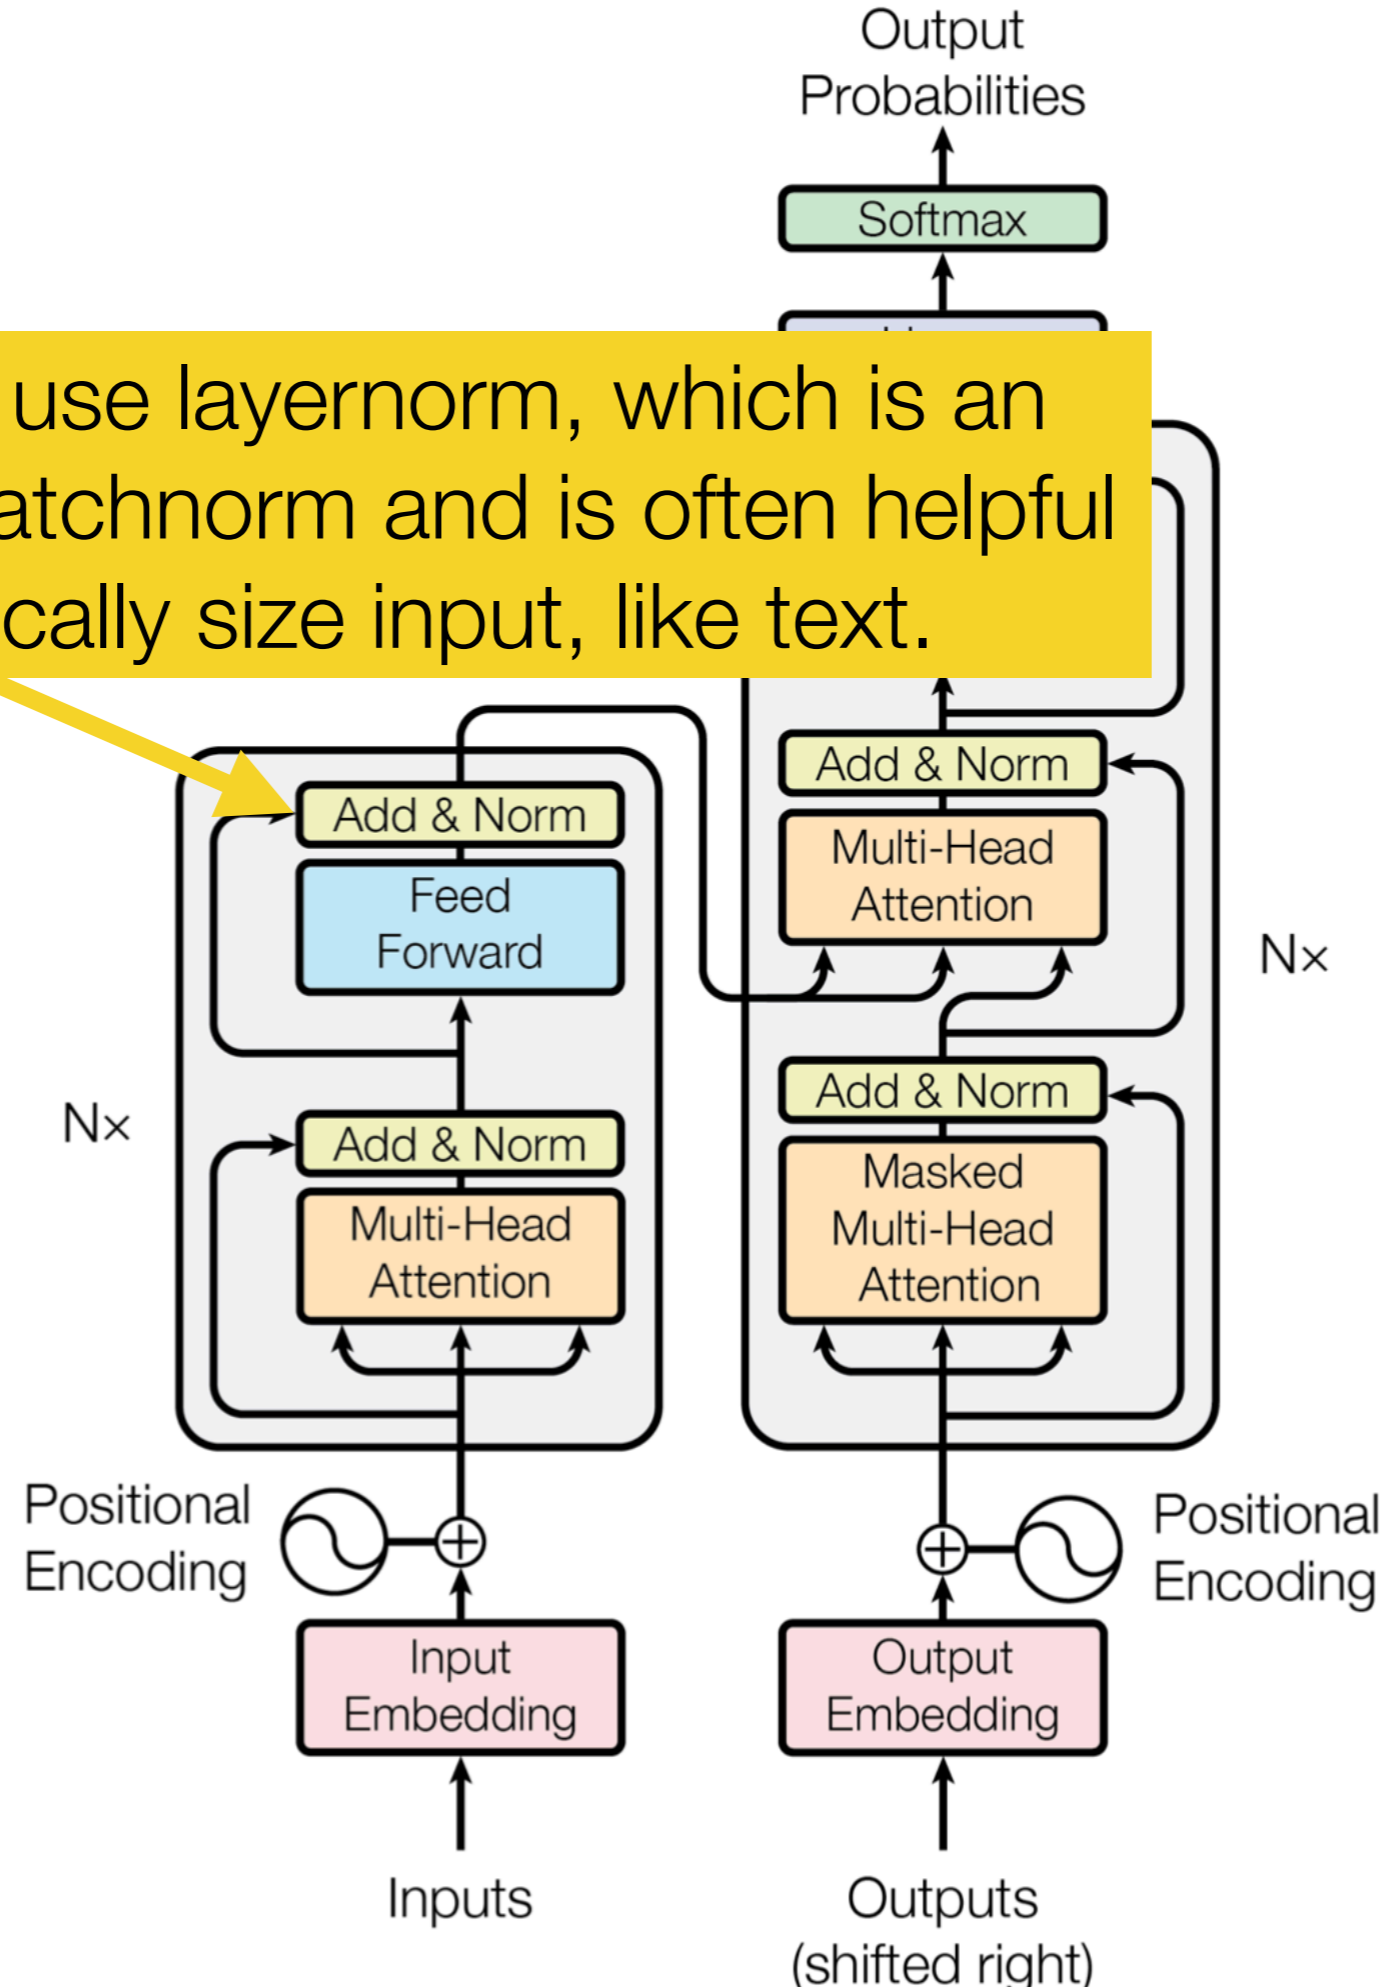 Output
Probabilities
Softmax
use layernorm, which is an
atchnorm and is often helpful
cally size input, like text.
Add & Norm
Feed
Forward
Nx
Add & Norm
Multi-Head
Attention
Add & Norm
Multi-Head
Attention
N×
Add & Norm
Masked
Multi-Head
Attention
Positional
Encoding
Positional
Encoding
Input
Embedding
Output
Embedding
Inputs
Outputs
(shifted right)